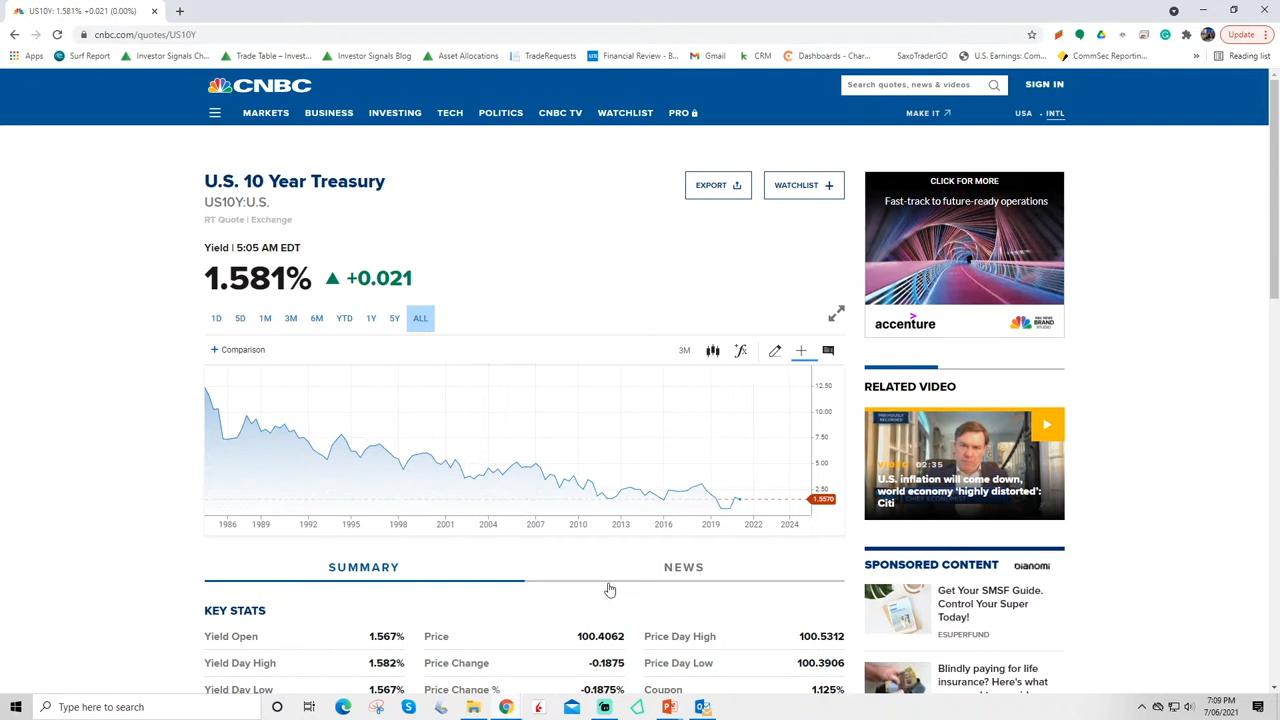 US10Y: 1.581% +0.021 (0.00%)
cnbc.com/quotes/US10Y
Update
Apps
Surf Report
Investor Signals Ch...
Trade Table – Invest...
Investor Signals Blog
Asset Allocations
TradeRequests
Financial Review - B...
Gmail
CRM
Dashboards - Char...
SaxoTraderGO
U.S. Earnings: Com...
CommSec Reporting...
Reading list
CNBC
Search quotes, news & videos
SIGN IN
MARKETS
BUSINESS
INVESTING
TECH
POLITICS
CNBC TV
WATCHLIST
PRO
MAKE IT
USA
INTL
U.S. 10 Year Treasury
US10Y:U.S.
RT Quote | Exchange
EXPORT
WATCHLIST +
Yield | 5:05 AM EDT
1.581% ▲ +0.021
1D 5D 1M 3M 6M YTD 1Y 5Y ALL
+ Comparison
3M
12.50
10.00
7.50
5.00
2.50
1.5570
1986 1989 1992 1995 1998 2001 2004 2007 2010 2013 2016 2019 2022 2024
SUMMARY
NEWS
KEY STATS
Yield Open 1.567%
Price 100.4062
Price Day High 100.5312
Yield Day High 1.582%
Price Change -0.1875
Price Day Low 100.3906
Yield Day Low 1.567%
Price Change % -0.1875%
Coupon 1.125%
CLICK FOR MORE
Fast-track to future-ready operations
accenture
NBC NEWS
BRAND
STUDIO
RELATED VIDEO
PREVIOUSLY
RECORDED
VIDEO 02:35
U.S. inflation will come down,
world economy 'highly distorted':
Citi
SPONSORED CONTENT
bianomi
Get Your SMSF Guide.
Control Your Super
Today!
ESUPERFUND
Blindly paying for life
insurance? Here's what
Type here to search
7:09 PM
7/06/2021